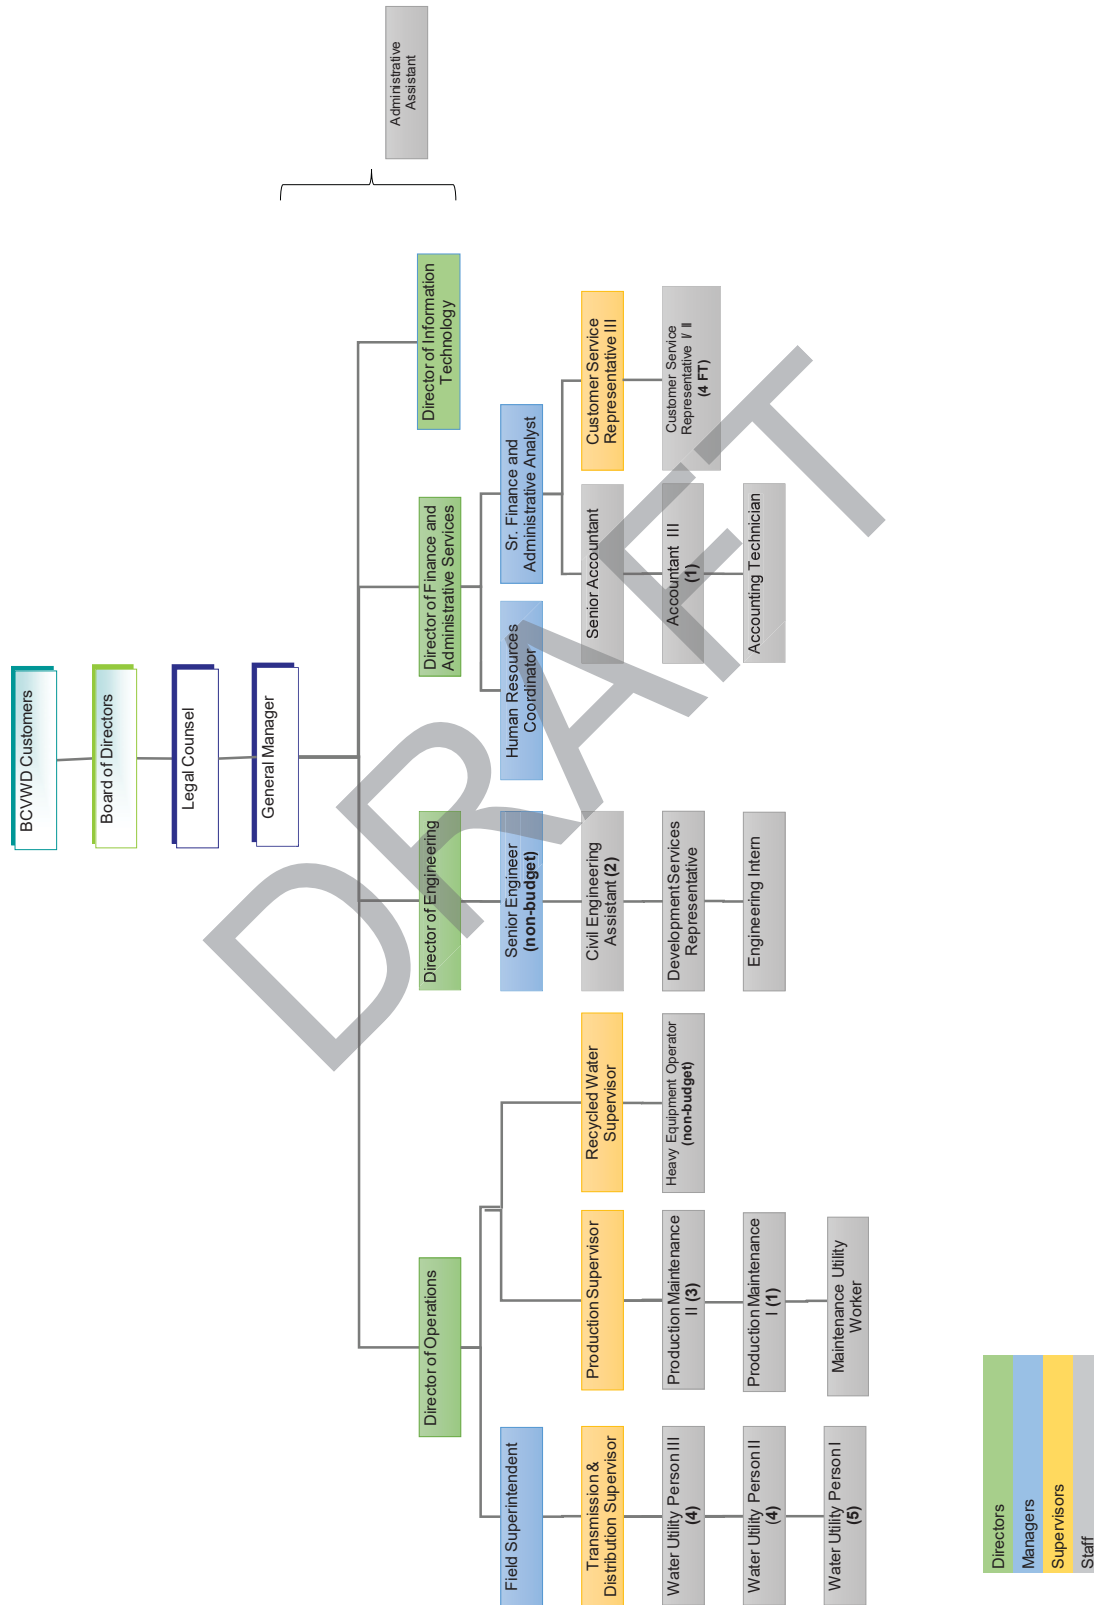 BCVWD Customers
Board of Directors
Legal Counsel
General Manager
Administrative
Assistant
Director of Operations
Director of Engineering
Director of Finance and
Administrative Services
Director of Information
Technology
Field Superintendent
Senior Engineer
(non-budget)
Human Resources
Coordinator
Sr. Finance and
Administrative Analyst
Transmission &
Distribution Supervisor
Production Supervisor
Recycled Water
Supervisor
Civil Engineering
Assistant (2)
Senior Accountant
Customer Service
Representative III
Water Utility Person III
(4)
Production Maintenance
II (3)
Heavy Equipment Operator
(non-budget)
Development Services
Representative
Accountant III
(1)
Customer Service
Representative I/ II
(4 FT)
Water Utility Person II
(4)
Production Maintenance
I (1)
Engineering Intern
Accounting Technician
Water Utility Person I
(5)
Maintenance Utility
Worker
Directors
Managers
Supervisors
Staff
DRAFT